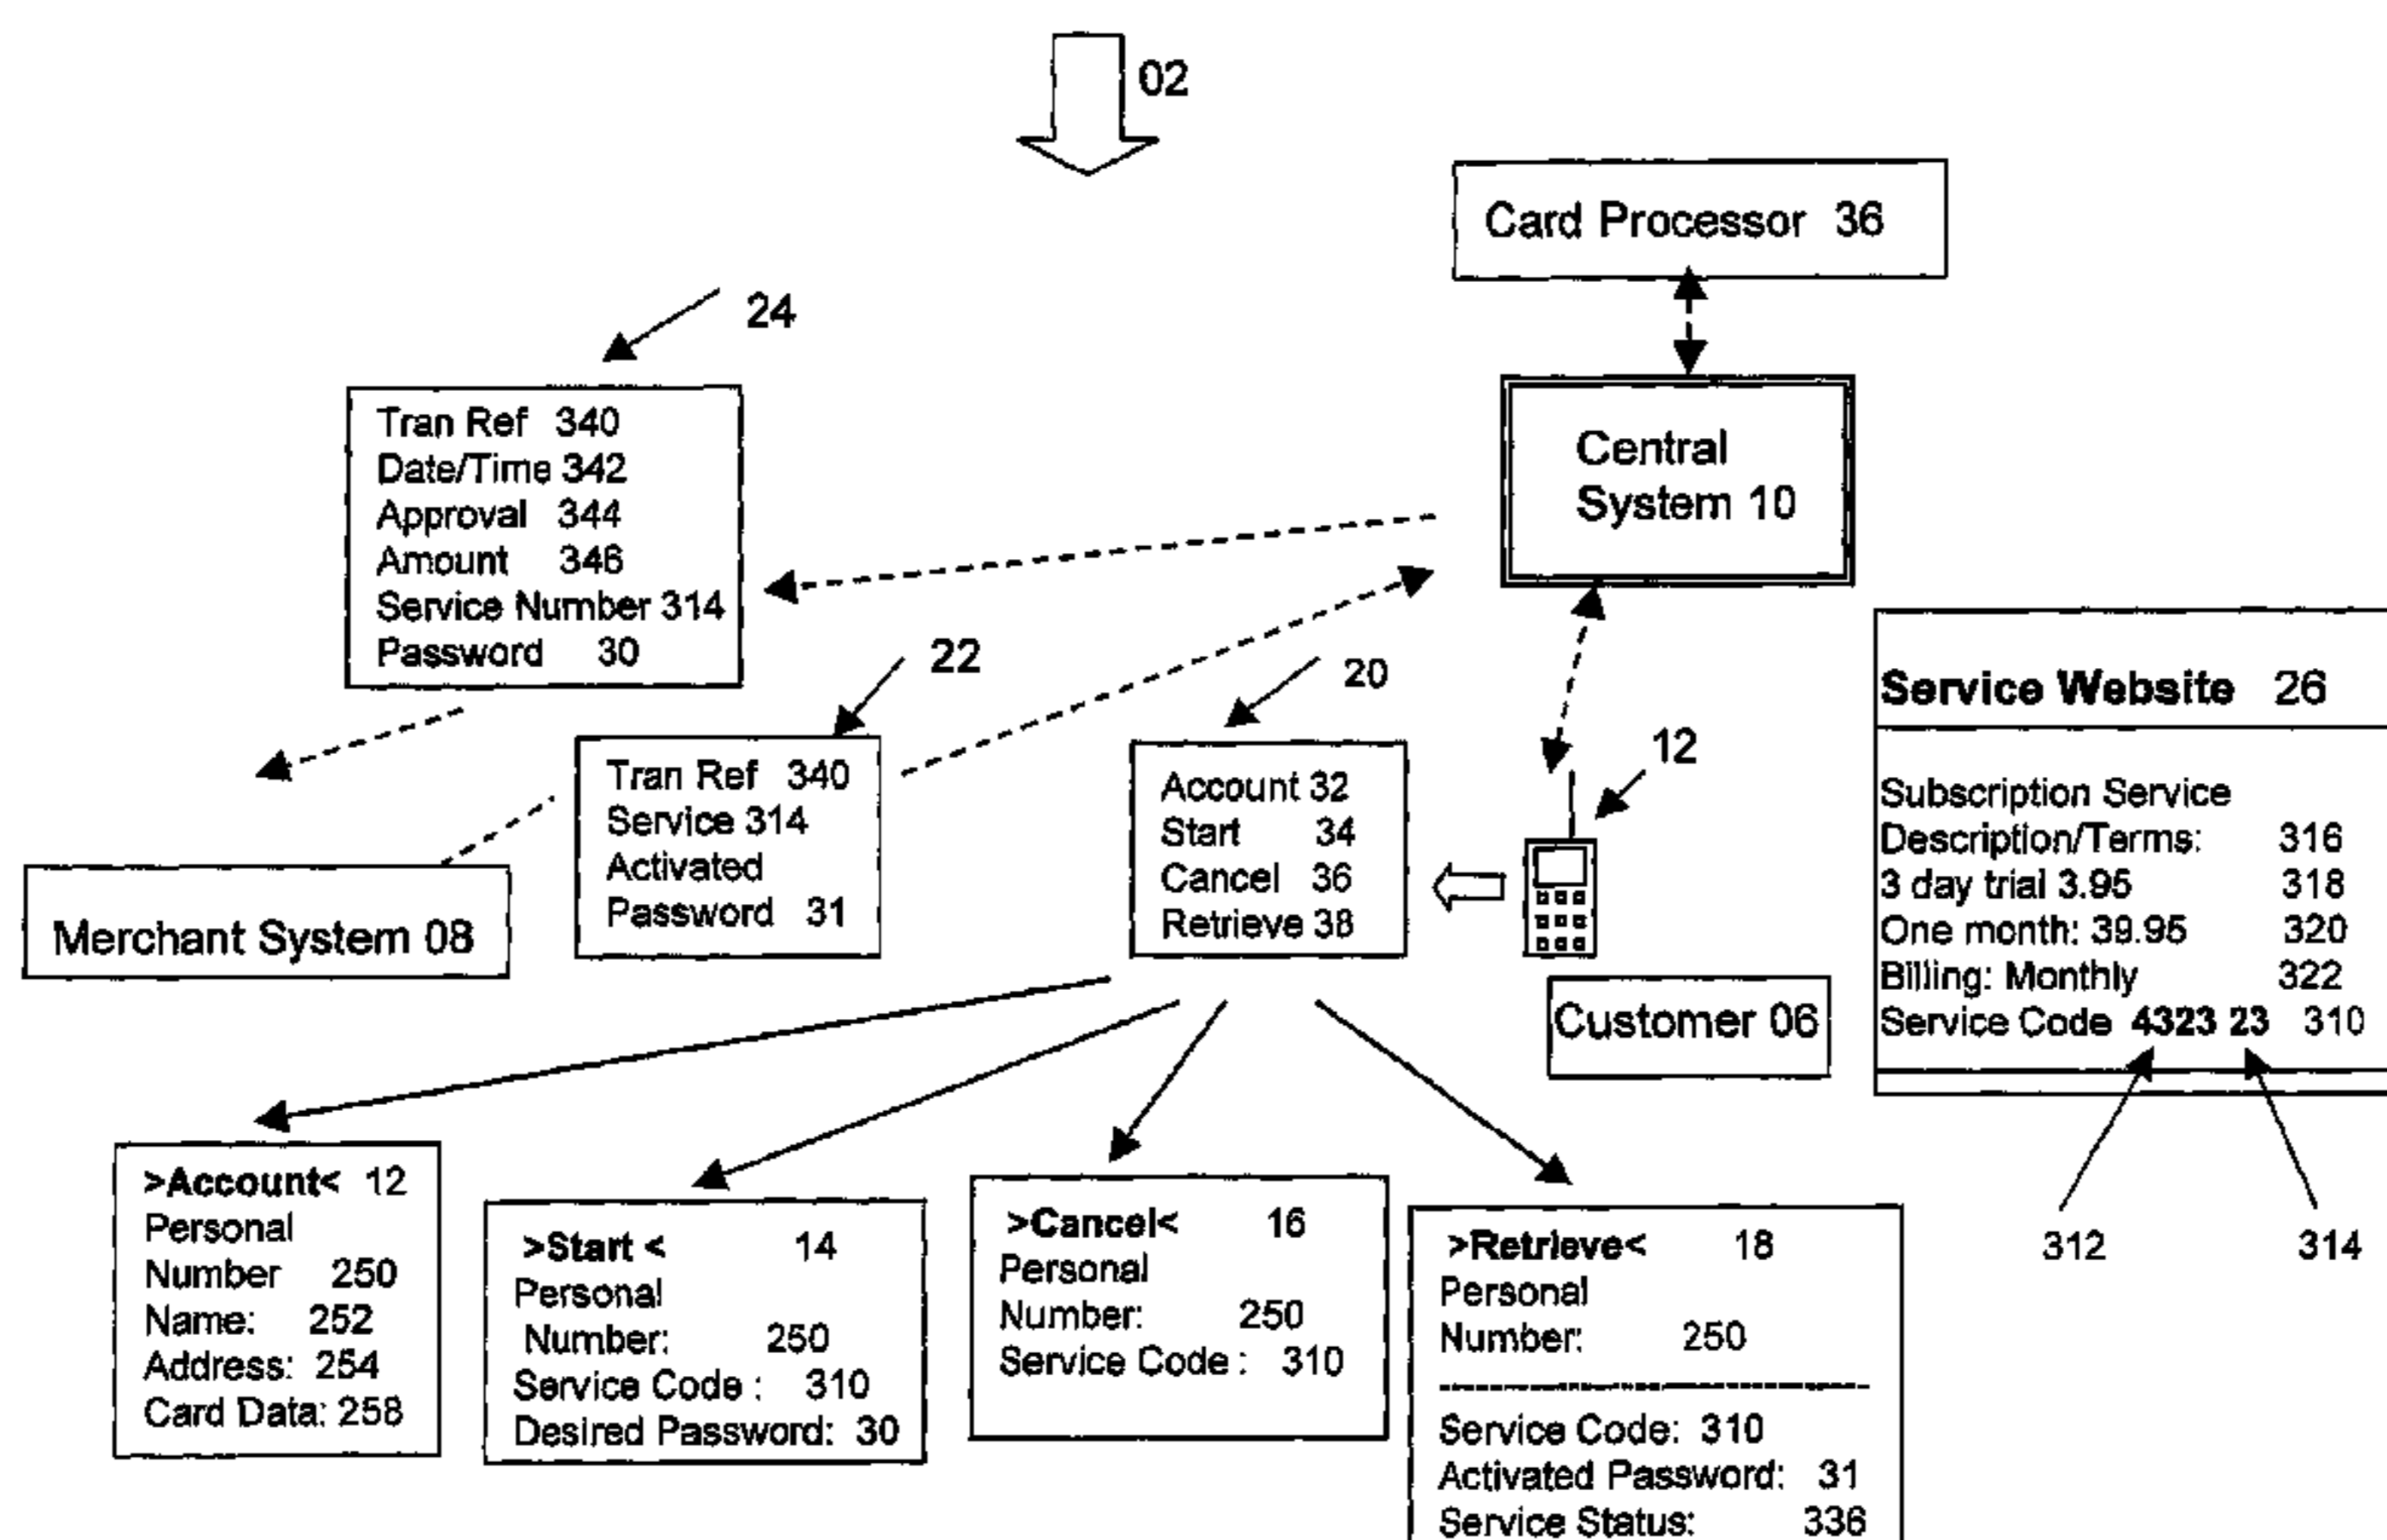 02
Card Processor 36
24
Tran Ref 340
Date/Time 342
Approval 344
Amount 346
Service Number 314
Password 30
Central
System 10
22
Tran Ref 340
Service 314
Activated
Password 31
20
Account 32
Start 34
Cancel 36
Retrieve 38
12
Customer 06
Merchant System 08
Service Website 26
Subscription Service
Description/Terms: 316
3 day trial 3.95 318
One month: 39.95 320
Billing: Monthly 322
Service Code 4323 23 310
312
314
>Account< 12
Personal
Number 250
Name: 252
Address: 254
Card Data: 258
>Start < 14
Personal
Number: 250
Service Code : 310
Desired Password: 30
>Cancel< 16
Personal
Number: 250
Service Code : 310
>Retrieve< 18
Personal
Number: 250
Service Code: 310
Activated Password: 31
Service Status: 336